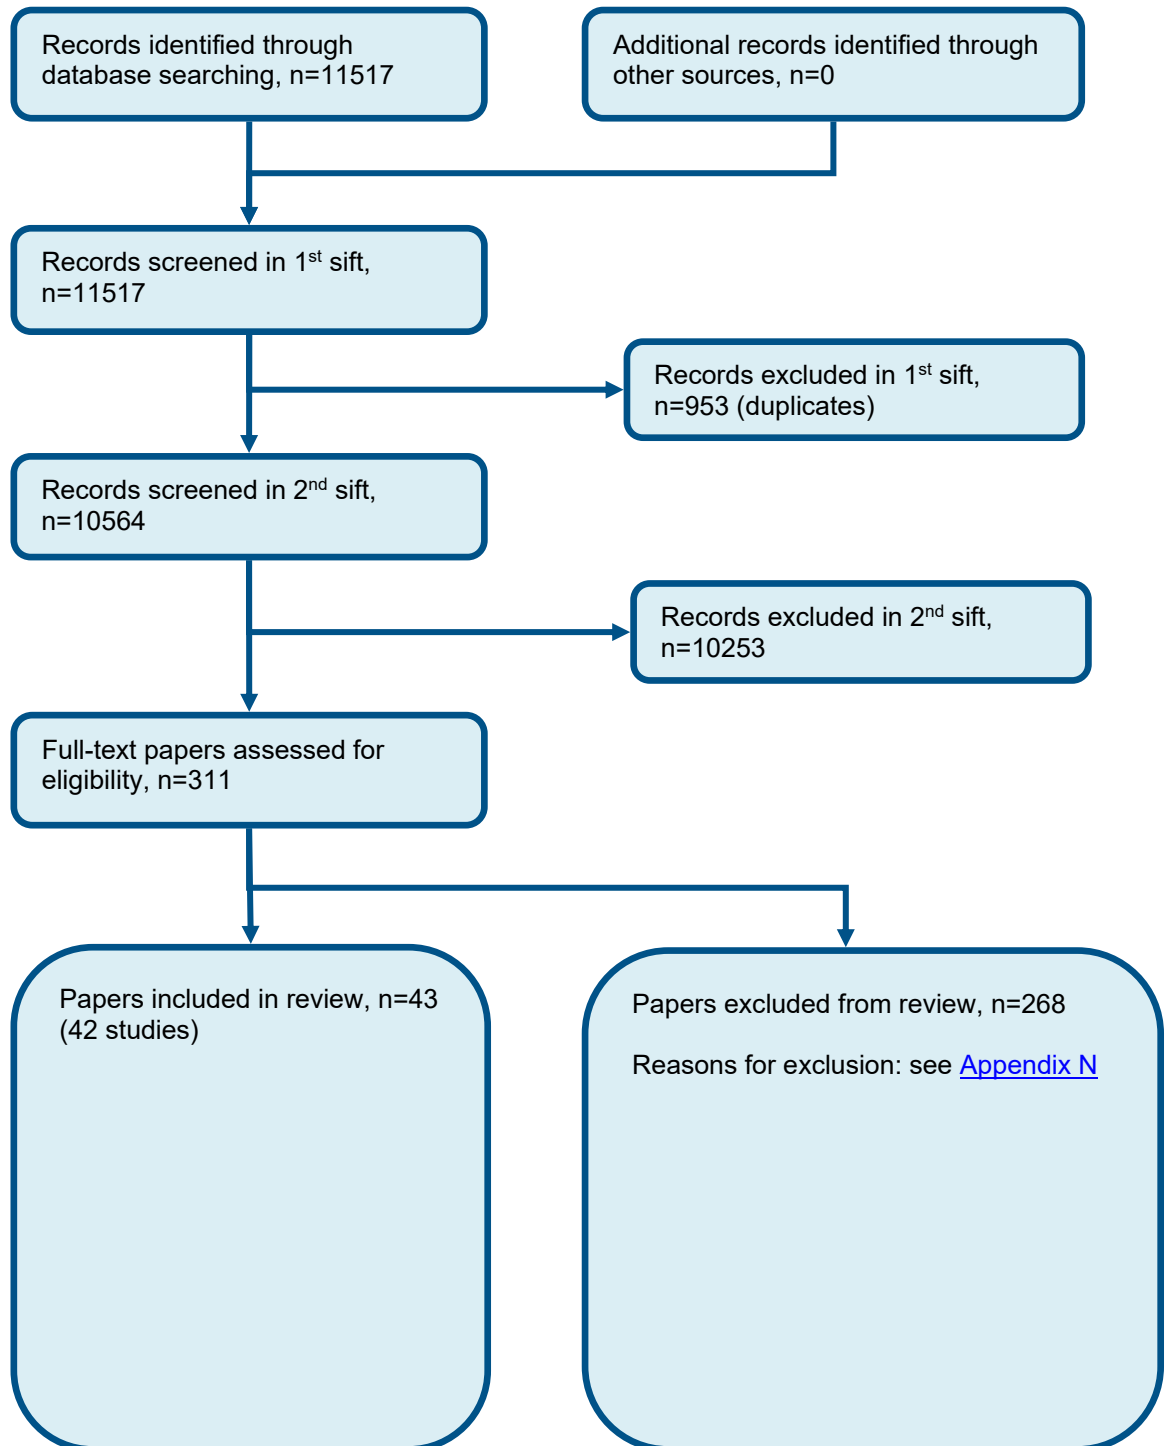 Records identified through
database searching, n=11517
Additional records identified through
other sources, n=0
Records screened in 1st sift,
n=11517
Records excluded in 1st sift,
n=953 (duplicates)
Records screened in 2nd sift,
n=10564
Records excluded in 2nd sift,
n=10253
Full-text papers assessed for
eligibility, n=311
Papers included in review, n=43
(42 studies)
Papers excluded from review, n=268
Reasons for exclusion: see Appendix N